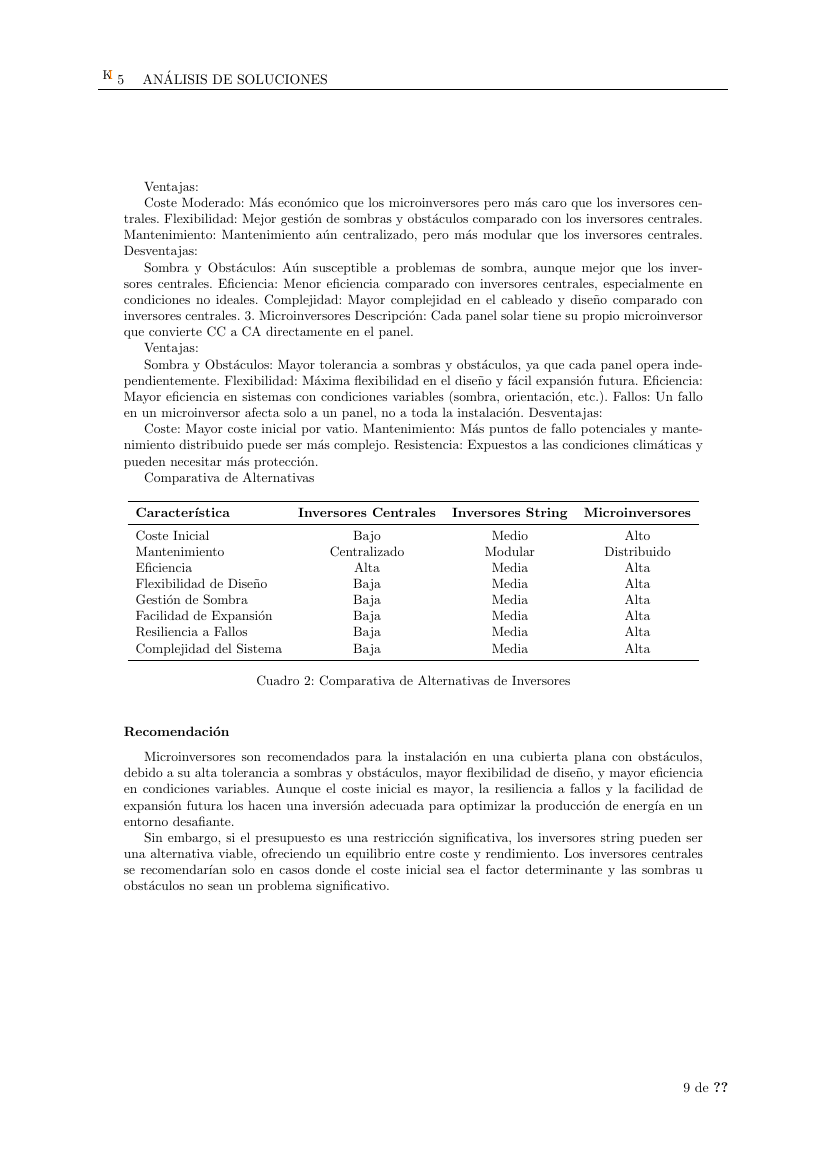 K 5 ANÁLISIS DE SOLUCIONES
Ventajas:
Coste Moderado: Más económico que los microinversores pero más caro que los inversores cen-
trales. Flexibilidad: Mejor gestión de sombras y obstáculos comparado con los inversores centrales.
Mantenimiento: Mantenimiento aún centralizado, pero más modular que los inversores centrales.
Desventajas:
Sombra y Obstáculos: Aún susceptible a problemas de sombra, aunque mejor que los inver-
sores centrales. Eficiencia: Menor eficiencia comparado con inversores centrales, especialmente en
condiciones no ideales. Complejidad: Mayor complejidad en el cableado y diseño comparado con
inversores centrales. 3. Microinversores Descripción: Cada panel solar tiene su propio microinversor
que convierte CC a CA directamente en el panel.
Ventajas:
Sombra y Obstáculos: Mayor tolerancia a sombras y obstáculos, ya que cada panel opera inde-
pendientemente. Flexibilidad: Máxima flexibilidad en el diseño y fácil expansión futura. Eficiencia:
Mayor eficiencia en sistemas con condiciones variables (sombra, orientación, etc.). Fallos: Un fallo
en un microinversor afecta solo a un panel, no a toda la instalación. Desventajas:
Coste: Mayor coste inicial por vatio. Mantenimiento: Más puntos de fallo potenciales y mante-
nimiento distribuido puede ser más complejo. Resistencia: Expuestos a las condiciones climáticas y
pueden necesitar más protección.
Comparativa de Alternativas
Característica Inversores Centrales Inversores String Microinversores
Coste Inicial Bajo Medio Alto
Mantenimiento Centralizado Modular Distribuido
Eficiencia Alta Media Alta
Flexibilidad de Diseño Baja Media Alta
Gestión de Sombra Baja Media Alta
Facilidad de Expansión Baja Media Alta
Resiliencia a Fallos Baja Media Alta
Complejidad del Sistema Baja Media Alta
Cuadro 2: Comparativa de Alternativas de Inversores
Recomendación
Microinversores son recomendados para la instalación en una cubierta plana con obstáculos,
debido a su alta tolerancia a sombras y obstáculos, mayor flexibilidad de diseño, y mayor eficiencia
en condiciones variables. Aunque el coste inicial es mayor, la resiliencia a fallos y la facilidad de
expansión futura los hacen una inversión adecuada para optimizar la producción de energía en un
entorno desafiante.
Sin embargo, si el presupuesto es una restricción significativa, los inversores string pueden ser
una alternativa viable, ofreciendo un equilibrio entre coste y rendimiento. Los inversores centrales
se recomendarían solo en casos donde el coste inicial sea el factor determinante y las sombras u
obstáculos no sean un problema significativo.
9 de ??